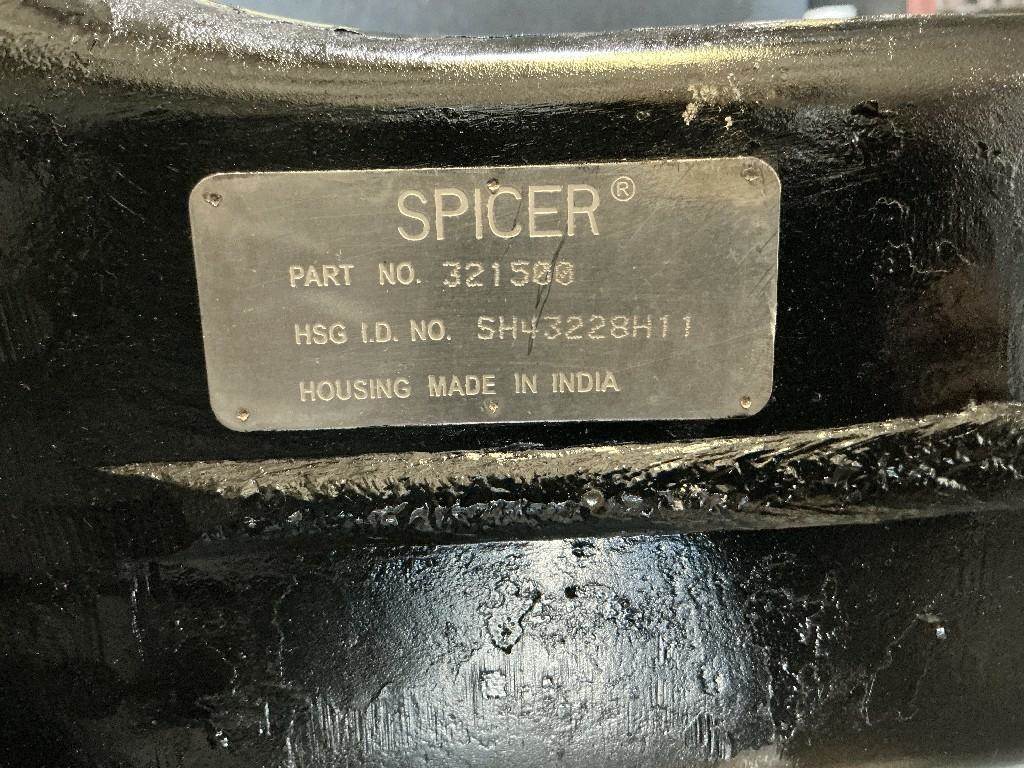 SPICER®
PART NO. 321500
HSG I.D. NO. SH43228H11
HOUSING MADE IN INDIA